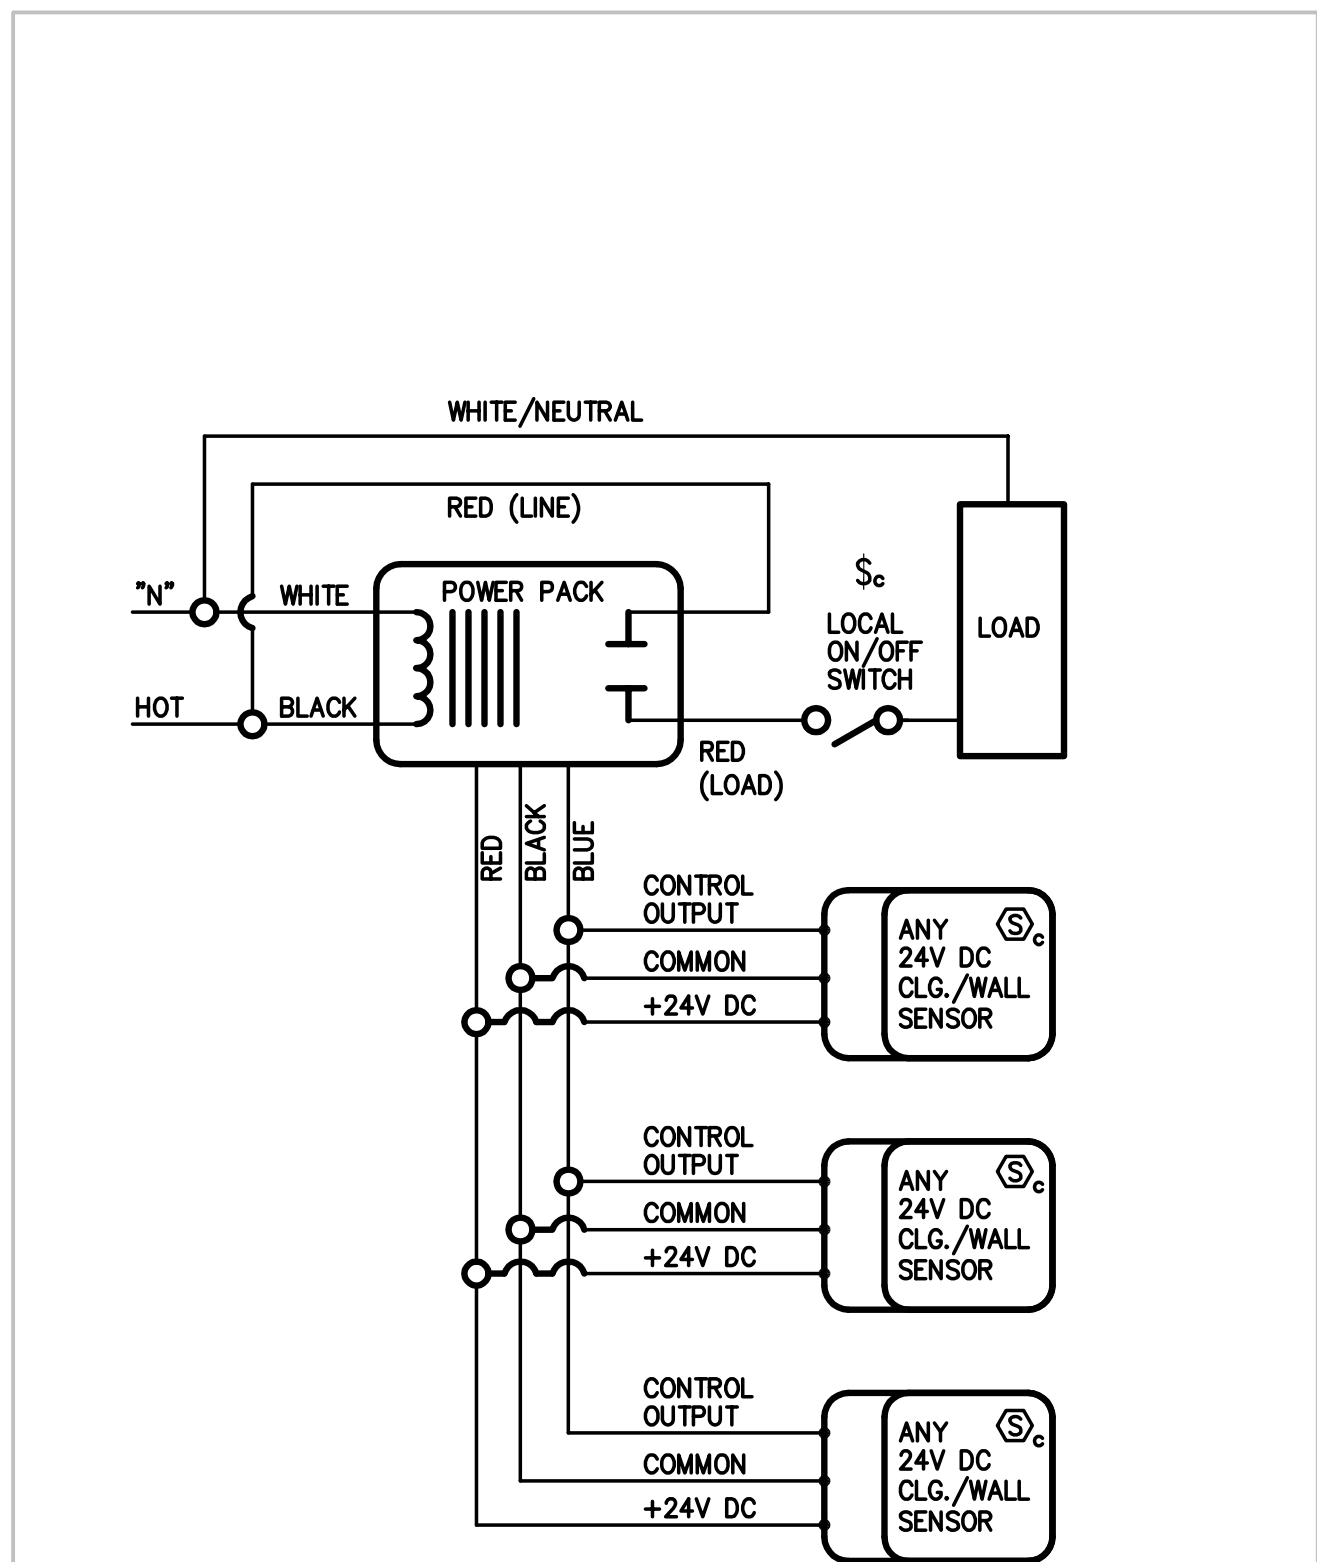 WHITE/NEUTRAL
RED (LINE)
"N"
WHITE
POWER PACK
$c
LOCAL
ON/OFF
SWITCH
LOAD
HOT
BLACK
RED
(LOAD)
RED
BLACK
BLUE
CONTROL
OUTPUT
COMMON
+24V DC
ANY
24V DC
CLG./WALL
SENSOR
S c
CONTROL
OUTPUT
COMMON
+24V DC
ANY
24V DC
CLG./WALL
SENSOR
S c
CONTROL
OUTPUT
COMMON
+24V DC
ANY
24V DC
CLG./WALL
SENSOR
S c